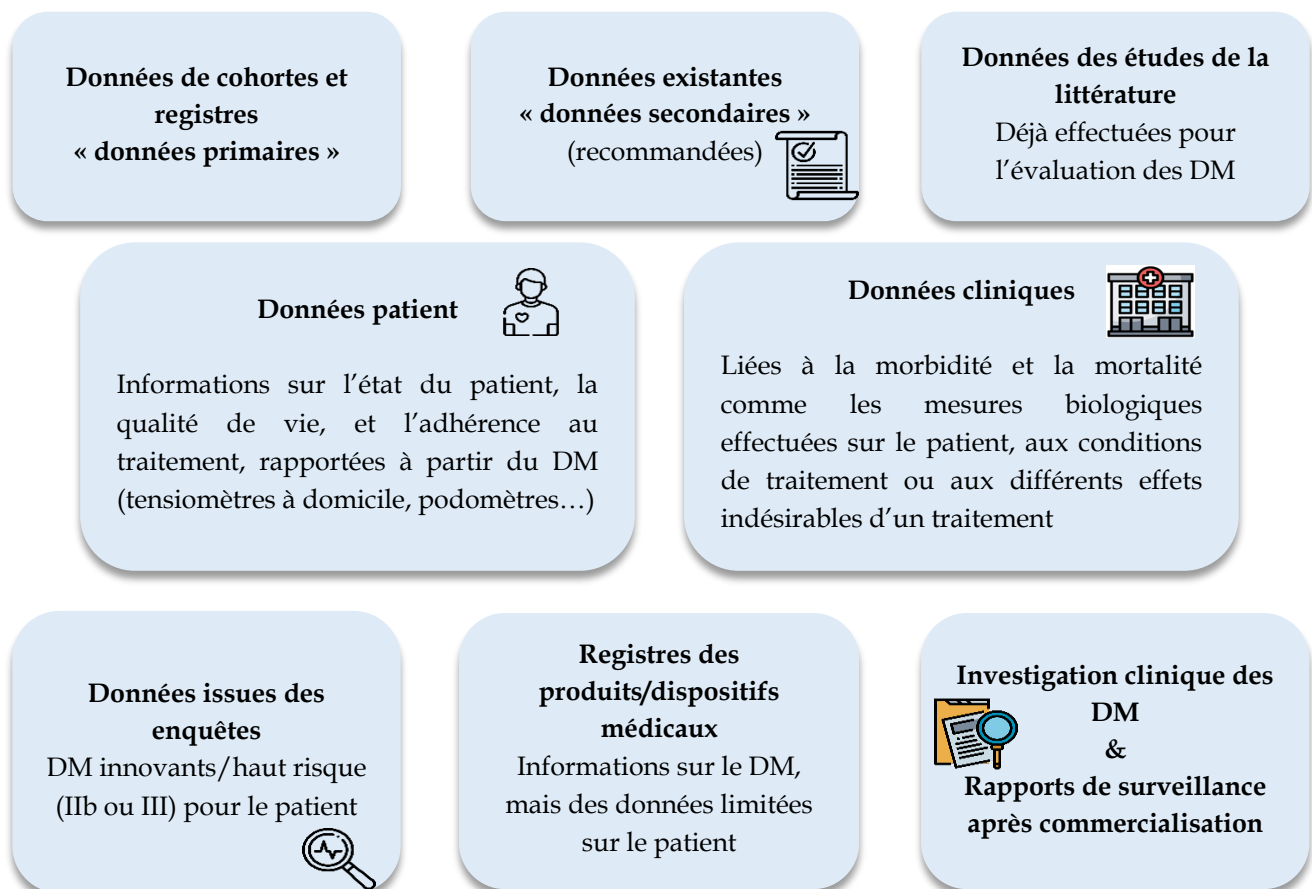 Données de cohortes et
registres
« données primaires »
Données existantes
« données secondaires »
(recommandées)
Données des études de la
littérature
Déjà effectuées pour
l’évaluation des DM
Données patient
Informations sur l’état du patient, la
qualité de vie, et l’adhérence au
traitement, rapportées à partir du DM
(tensiomètres à domicile, podomètres…)
Données cliniques
Liées à la morbidité et la mortalité
comme les mesures biologiques
effectuées sur le patient, aux conditions
de traitement ou aux différents effets
indésirables d’un traitement
Données issues des
enquêtes
DM innovants/haut risque
(IIb ou III) pour le patient
Registres des
produits/dispositifs
médicaux
Informations sur le DM,
mais des données limitées
sur le patient
Investigation clinique des
DM
&
Rapports de surveillance
après commercialisation